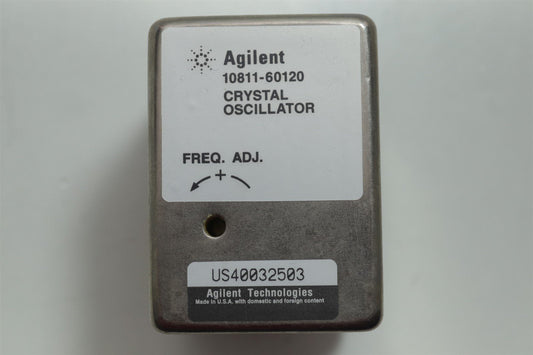 Agilent
10811-60120
CRYSTAL
OSCILLATOR
FREQ. ADJ.
+
US40032503
Agilent Technologies
Made in U.S.A. with domestic and foreign content